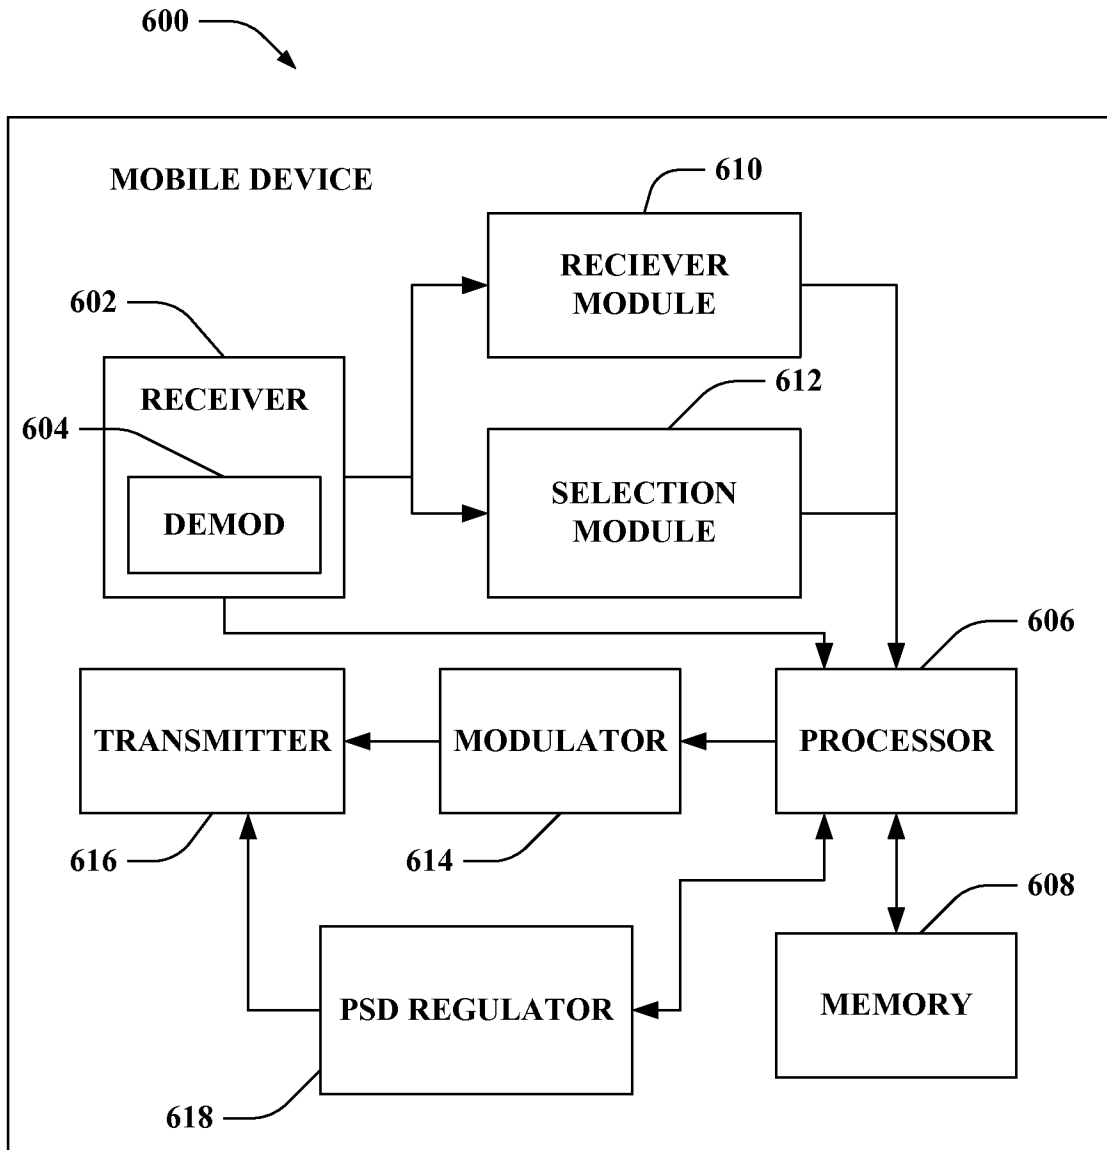 600
MOBILE DEVICE
610
RECIEVER
MODULE
602
RECEIVER
612
604
SELECTION
MODULE
DEMOD
606
TRANSMITTER
MODULATOR
PROCESSOR
616
614
608
PSD REGULATOR
MEMORY
618